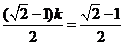 (√2−1)k/2 = √2−1/2